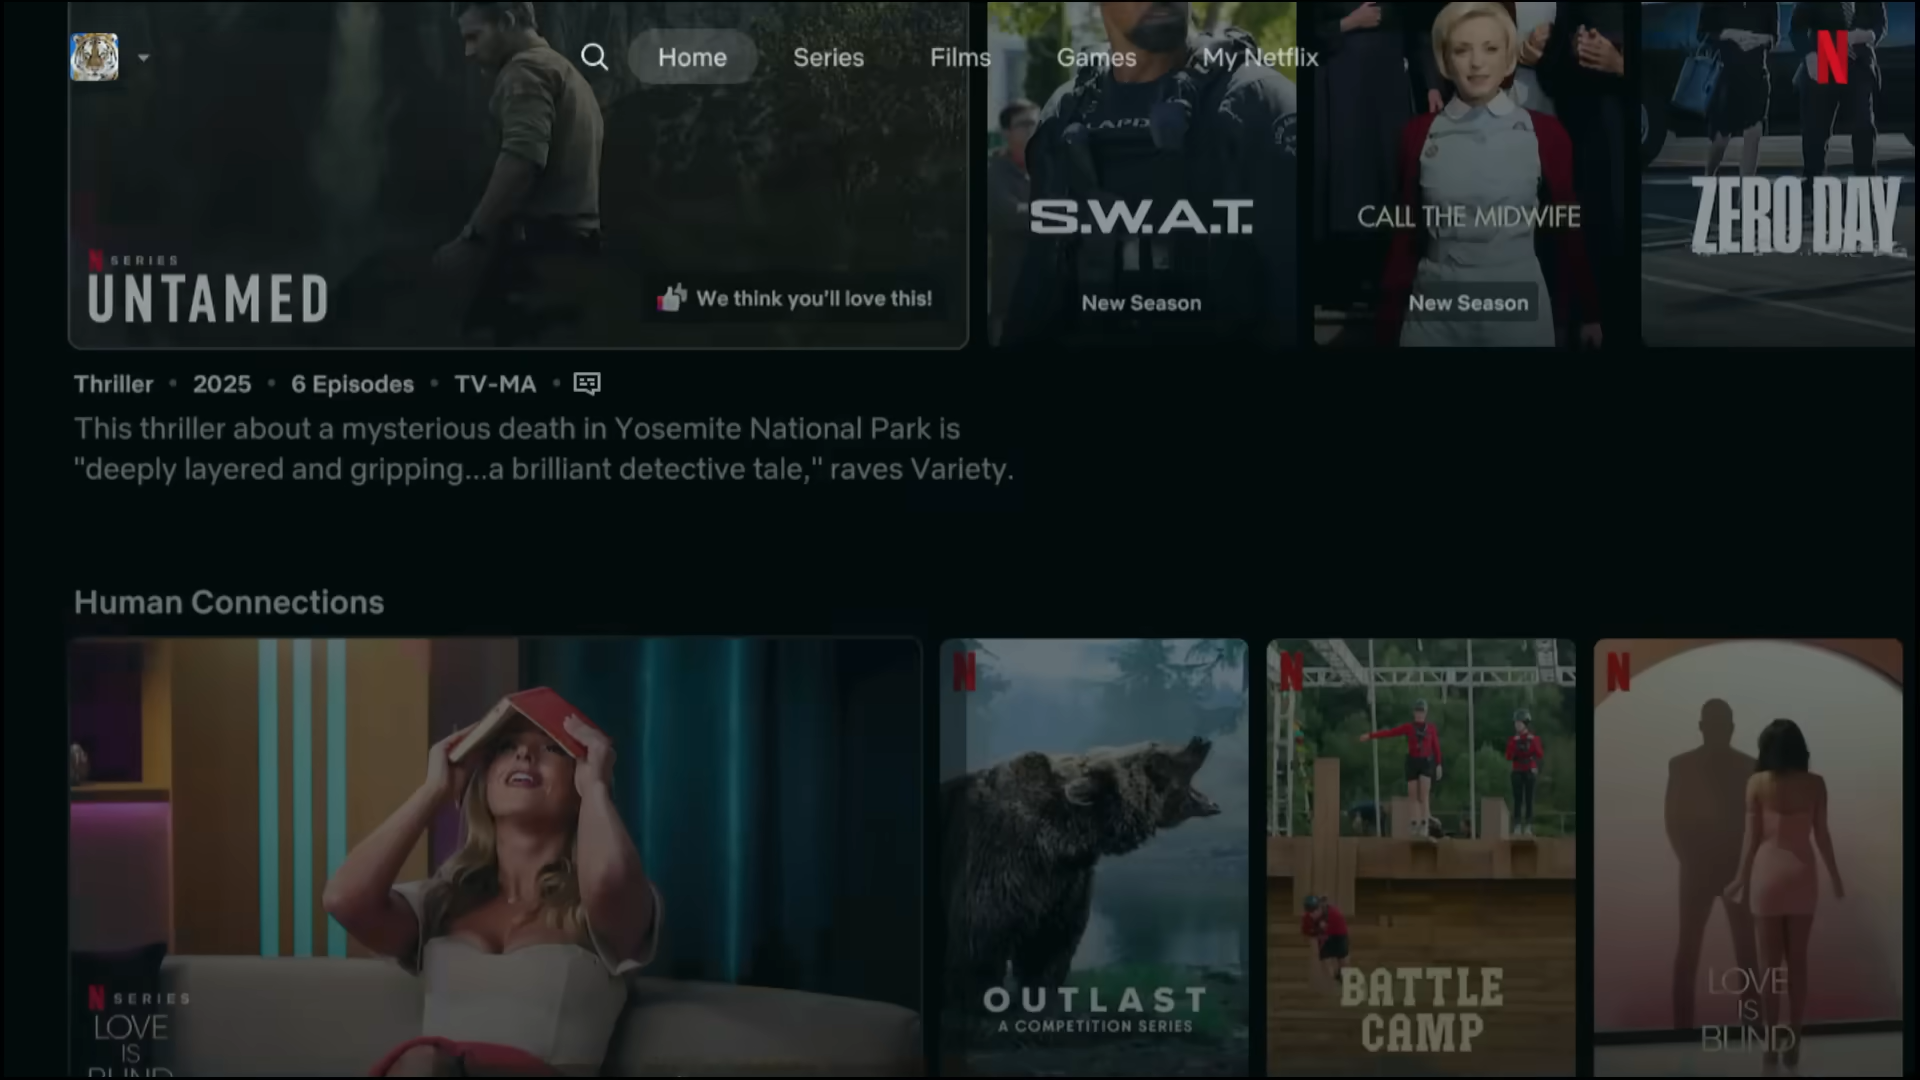 Home
Series
Films
Games
My Netflix
N
LAPD
S.W.A.T.
New Season
CALL THE MIDWIFE
New Season
ZERO DAY
N SERIES
UNTAMED
We think you'll love this!
Thriller • 2025 • 6 Episodes • TV-MA •
This thriller about a mysterious death in Yosemite National Park is
"deeply layered and gripping...a brilliant detective tale," raves Variety.
Human Connections
N SERIES
LOVE
IS
BLIND
N
OUTLAST
A COMPETITION SERIES
N
BATTLE
CAMP
N
LOVE
IS
BLIND